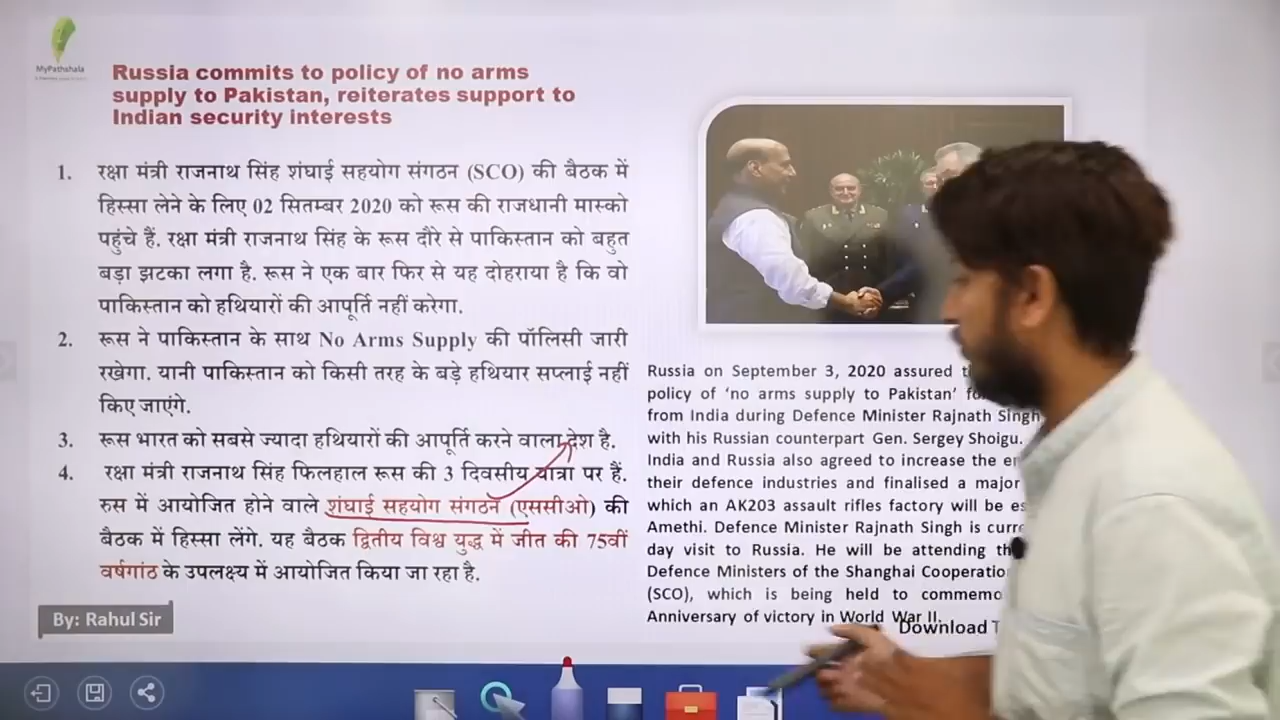 MyPathshala
Russia commits to policy of no arms
supply to Pakistan, reiterates support to
Indian security interests
1. रक्षा मंत्री राजनाथ सिंह शंघाई सहयोग संगठन (SCO) की बैठक में
हिस्सा लेने के लिए 02 सितम्बर 2020 को रूस की राजधानी मास्को
पहुंचे हैं. रक्षा मंत्री राजनाथ सिंह के रूस दौरे से पाकिस्तान को बहुत
बड़ा झटका लगा है. रूस ने एक बार फिर से यह दोहराया है कि वो
पाकिस्तान को हथियारों की आपूर्ति नहीं करेगा.
2. रूस ने पाकिस्तान के साथ No Arms Supply की पॉलिसी जारी
रखेगा. यानी पाकिस्तान को किसी तरह के बड़े हथियार सप्लाई नहीं
किए जाएंगे.
3. रूस भारत को सबसे ज्यादा हथियारों की आपूर्ति करने वाला देश है.
4. रक्षा मंत्री राजनाथ सिंह फिलहाल रूस की 3 दिवसीय यात्रा पर हैं.
रुस में आयोजित होने वाले शंघाई सहयोग संगठन (एससीओ) की
बैठक में हिस्सा लेंगे. यह बैठक द्वितीय विश्व युद्ध में जीत की 75वीं
वर्षगांठ के उपलक्ष्य में आयोजित किया जा रहा है.
By: Rahul Sir
Russia on September 3, 2020 assured
policy of ‘no arms supply to Pakistan’
from India during Defence Minister Rajnath Singh
with his Russian counterpart Gen. Sergey Shoigu.
India and Russia also agreed to increase the
their defence industries and finalised a major
which an AK203 assault rifles factory will be
Amethi. Defence Minister Rajnath Singh is
day visit to Russia. He will be attending
Defence Ministers of the Shanghai
(SCO), which is being held to
Anniversary of victory in World War II.
Download